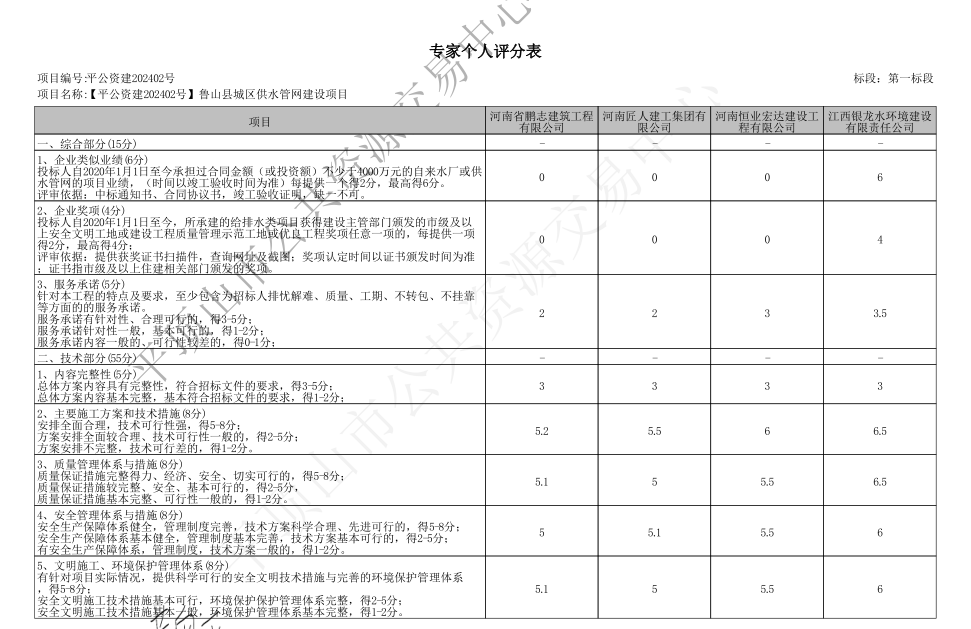 专家个人评分表
项目编号:平公资建202402号
标段: 第一标段
项目名称:【平公资建202402号】鲁山县城区供水管网建设项目
项目
河南省鹏志建筑工程
有限公司
河南匠人建工集团有
限公司
河南恒业宏达建设工
程有限公司
江西银龙水环境建设
有限责任公司
一、综合部分(15分) － － － －
1、企业类似业绩(6分)
投标人自2020年1月1日至今承担过合同金额（或投资额）不少于4000万元的自来水厂或供
水管网的项目业绩，（时间以竣工验收时间为准）每提供一个得2分，最高得6分。
评审依据：中标通知书、合同协议书，竣工验收证明，缺一不可。
0 0 0 6
2、企业奖项(4分)
投标人自2020年1月1日至今，所承建的给排水类项目获得建设主管部门颁发的市级及以
上安全文明工地或建设工程质量管理示范工地或优良工程奖项任意一项的，每提供一项
得2分，最高得4分；
评审依据：提供获奖证书扫描件，查询网址及截图；奖项认定时间以证书颁发时间为准
；证书指市级及以上住建相关部门颁发的奖项。
0 0 0 4
3、服务承诺(5分)
针对本工程的特点及要求，至少包含为招标人排忧解难、质量、工期、不转包、不挂靠
等方面的的服务承诺。
服务承诺有针对性、合理可行的，得3-5分；
服务承诺针对性一般，基本可行的，得1-2分；
服务承诺内容一般的、可行性较差的，得0-1分；
2 2 3 3.5
二、技术部分(55分) － － － －
1、内容完整性(5分)
总体方案内容具有完整性，符合招标文件的要求，得3-5分；
总体方案内容基本完整，基本符合招标文件的要求，得1-2分；
3 3 3 3
2、主要施工方案和技术措施(8分)
安排全面合理，技术可行性强，得5-8分；
方案安排全面较合理、技术可行性一般的，得2-5分；
方案安排不完整，技术可行差的，得1-2分。
5.2 5.5 6 6.5
3、质量管理体系与措施(8分)
质量保证措施完整得力、经济、安全、切实可行的，得5-8分；
质量保证措施较完整、安全、基本可行的，得2-5分，
质量保证措施基本完整、可行性一般的，得1-2分。
5.1 5 5.5 6.5
4、安全管理体系与措施(8分)
安全生产保障体系健全，管理制度完善，技术方案科学合理、先进可行的，得5-8分；
安全生产保障体系基本健全，管理制度基本完善，技术方案基本可行的，得2-5分；
有安全生产保障体系，管理制度，技术方案一般的，得1-2分。
5 5.1 5.5 6
5、文明施工、环境保护管理体系(8分)
有针对项目实际情况，提供科学可行的安全文明技术措施与完善的环境保护管理体系
，得5-8分；
安全文明施工技术措施基本可行，环境保护保护管理体系完整，得2-5分；
安全文明施工技术措施基本一般，环境保护管理体系基本完整，得1-2分。
5.1 5 5.5 6
平顶山市公共资源交易中心
平顶山市公共资源交易中心